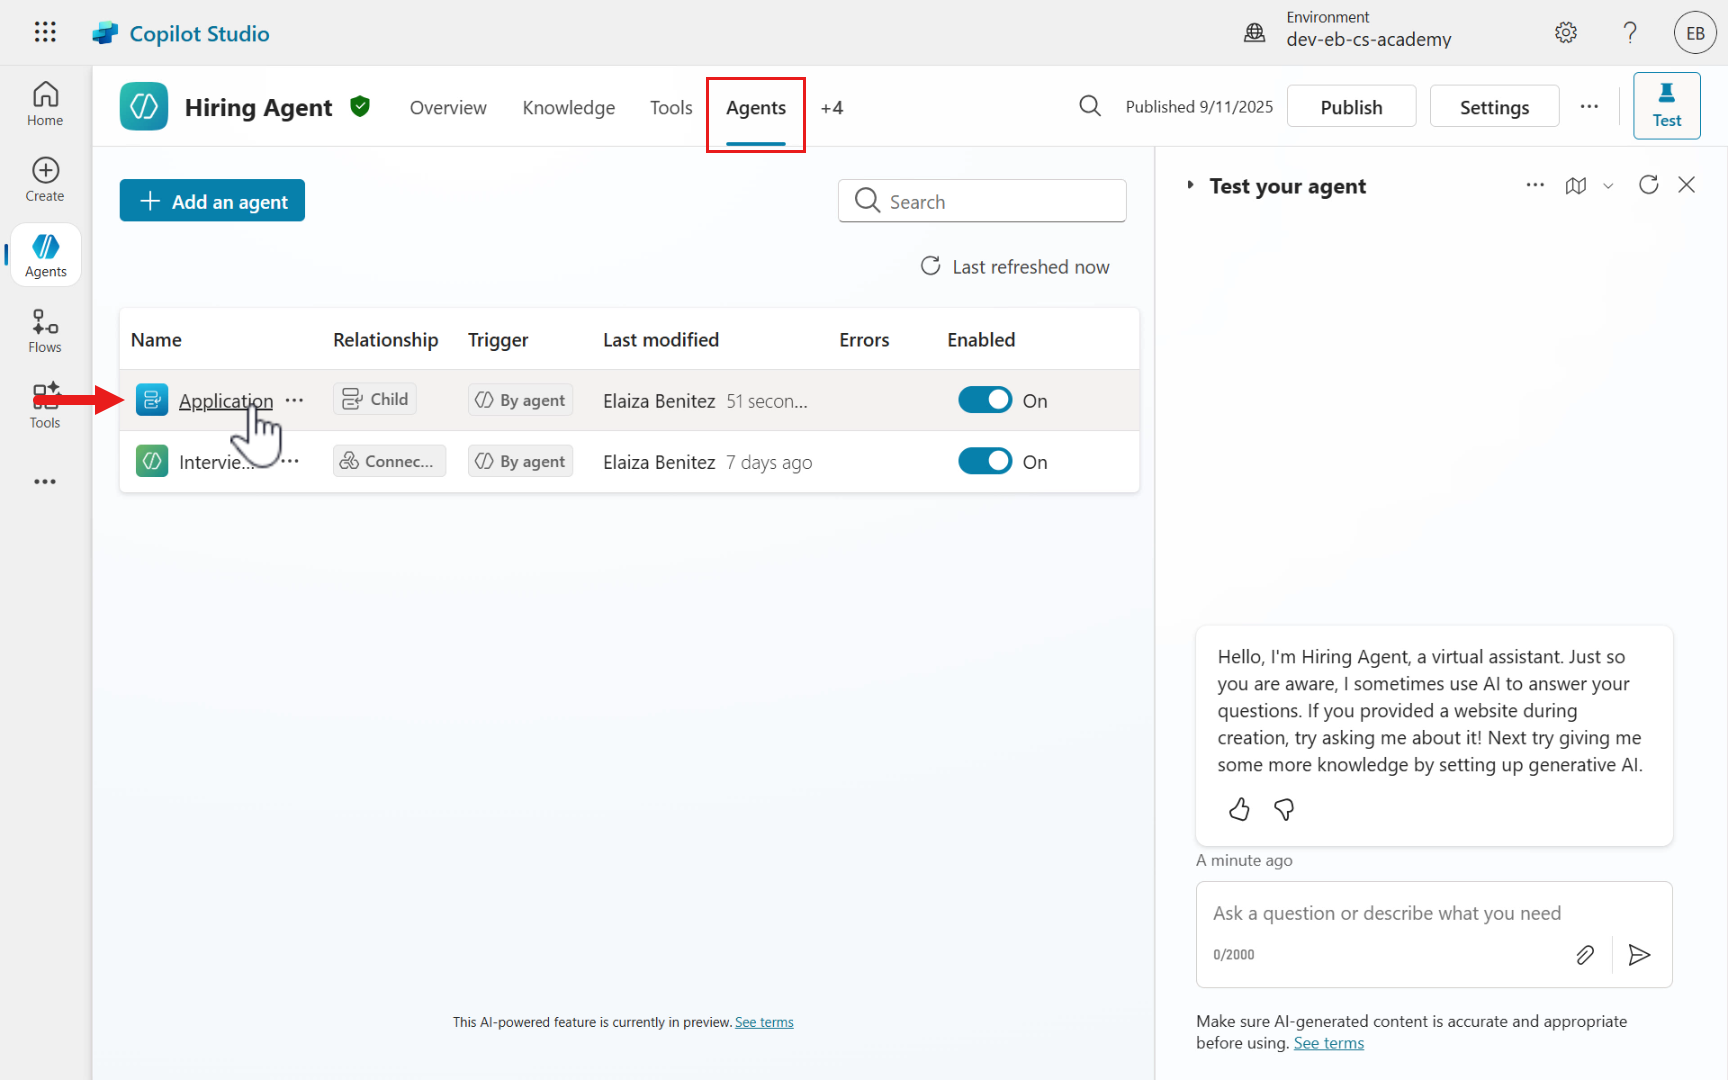 Copilot Studio
Environment
dev-eb-cs-academy
EB
Home
Create
Agents
Flows
Tools
Hiring Agent
Overview
Knowledge
Tools
Agents
+4
Published 9/11/2025
Publish
Settings
Test
Add an agent
Search
Last refreshed now
Name Relationship Trigger Last modified Errors Enabled
Application Child By agent Elaiza Benitez 51 secon... On
Intervie... Connec... By agent Elaiza Benitez 7 days ago On
This AI-powered feature is currently in preview. See terms
Test your agent
Hello, I'm Hiring Agent, a virtual assistant. Just so
you are aware, I sometimes use AI to answer your
questions. If you provided a website during
creation, try asking me about it! Next try giving me
some more knowledge by setting up generative AI.
A minute ago
Ask a question or describe what you need
0/2000
Make sure AI-generated content is accurate and appropriate
before using. See terms